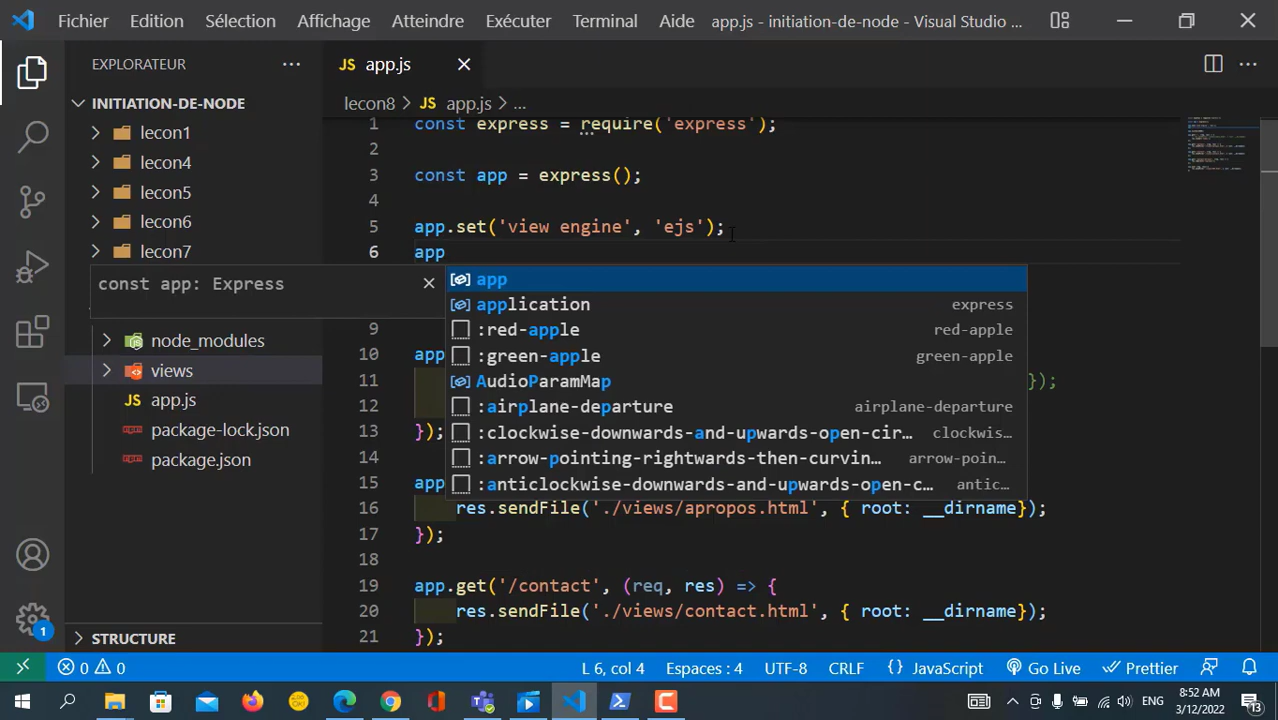 Fichier Edition Sélection Affichage Atteindre Exécuter Terminal Aide app.js - initiation-de-node - Visual Studio ...
EXPLORATEUR ...
JS app.js
INITIATION-DE-NODE
lecon8 > JS app.js > ...
lecon1
lecon4
lecon5
lecon6
lecon7
const app: Express
node_modules
views
JS app.js
package-lock.json
package.json
STRUCTURE
1 const express = require('express');
2
3 const app = express();
4
5 app.set('view engine', 'ejs');
6 app
app
application express
:red-apple red-apple
:green-apple green-apple
AudioParamMap
:airplane-departure airplane-departure
:clockwise-downwards-and-upwards-open-cir... clockwis...
:arrow-pointing-rightwards-then-curvin... arrow-poin...
:anticlockwise-downwards-and-upwards-open-c... antic...
9
10 app
11 });
12
13 });
14
15 app
16 res.sendFile('./views/apropos.html', { root: __dirname});
17 });
18
19 app.get('/contact', (req, res) => {
20 res.sendFile('./views/contact.html', { root: __dirname});
21 });
0 0 L 6, col 4 Espaces : 4 UTF-8 CRLF {} JavaScript Go Live Prettier
1
ENG 8:52 AM
3/12/2022
13